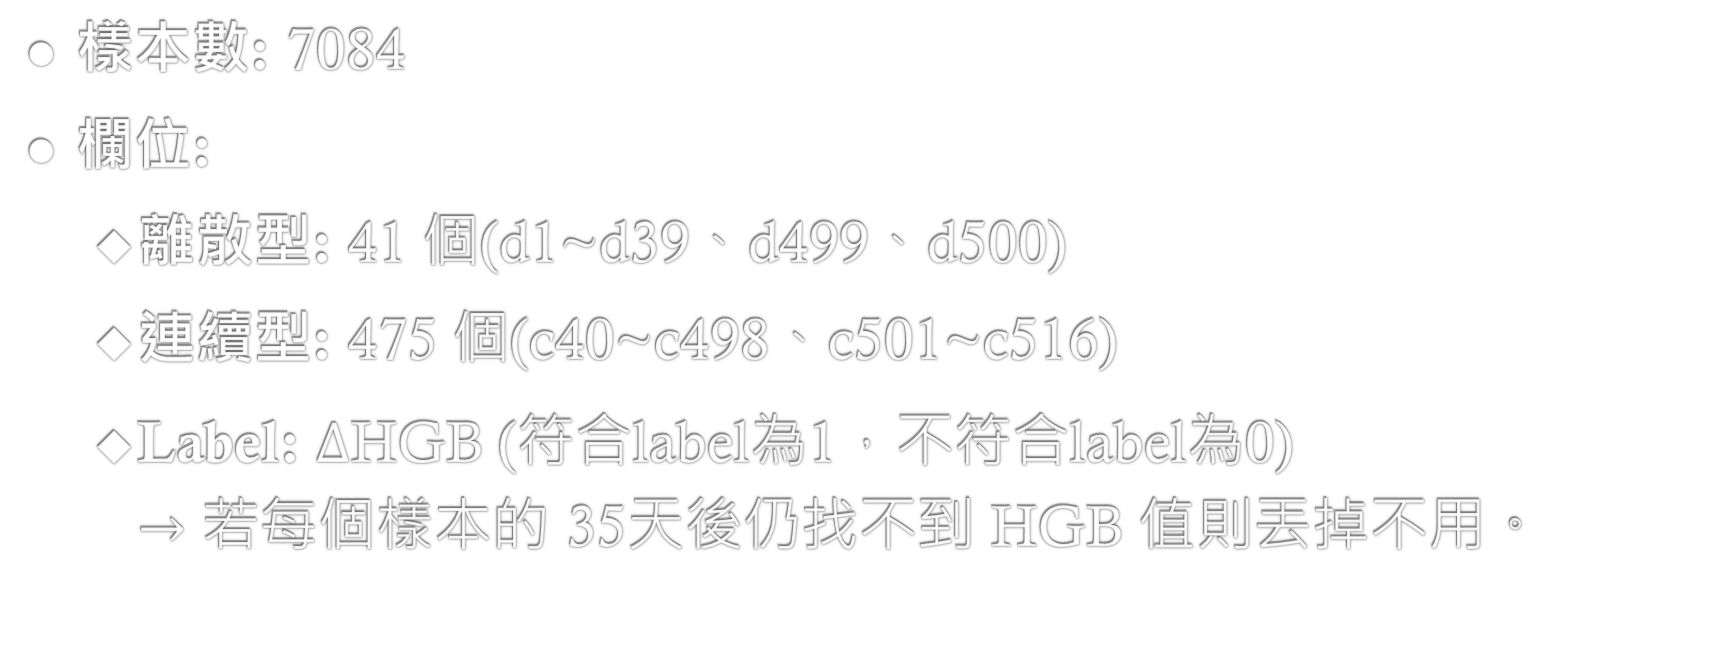 ○ 樣本數: 7084
○ 欄位:
◇離散型: 41 個(d1~d39、d499、d500)
◇連續型: 475 個(c40~c498、c501~c516)
◇Label: ΔHGB (符合label為1，不符合label為0)
→ 若每個樣本的 35天後仍找不到 HGB 值則丟掉不用。